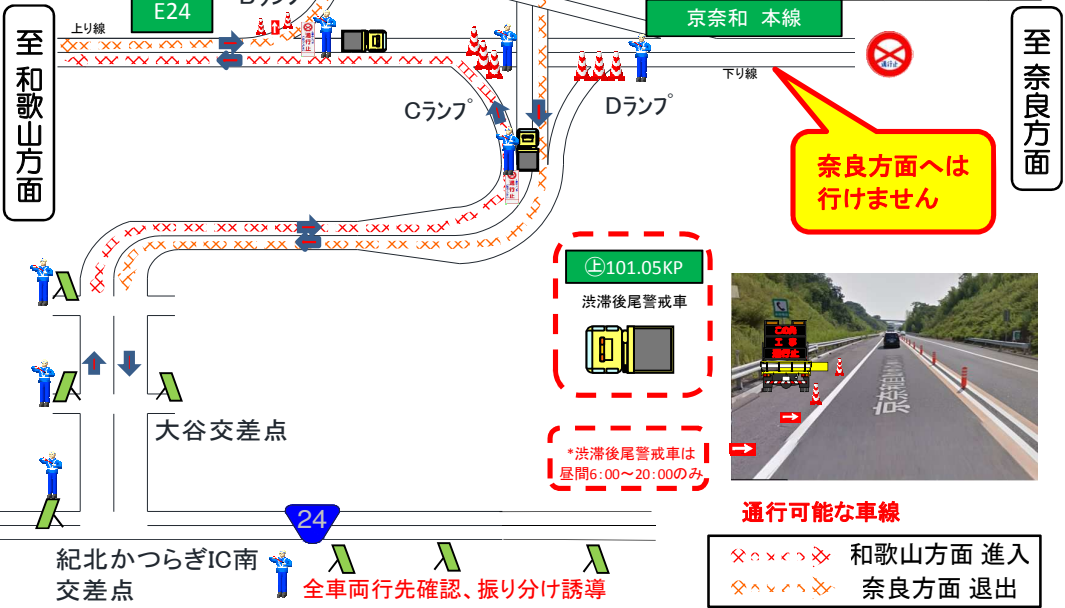 E24
京奈和 本線
上り線
至 和歌山方面
至 奈良方面
下り線
Cランプ
Dランプ
奈良方面へは
行けません
㊤101.05KP
渋滞後尾警戒車
大谷交差点
*渋滞後尾警戒車は
昼間6:00～20:00のみ
通行可能な車線
24
紀北かつらぎIC南
交差点
全車両行先確認、振り分け誘導
和歌山方面 進入
奈良方面 退出